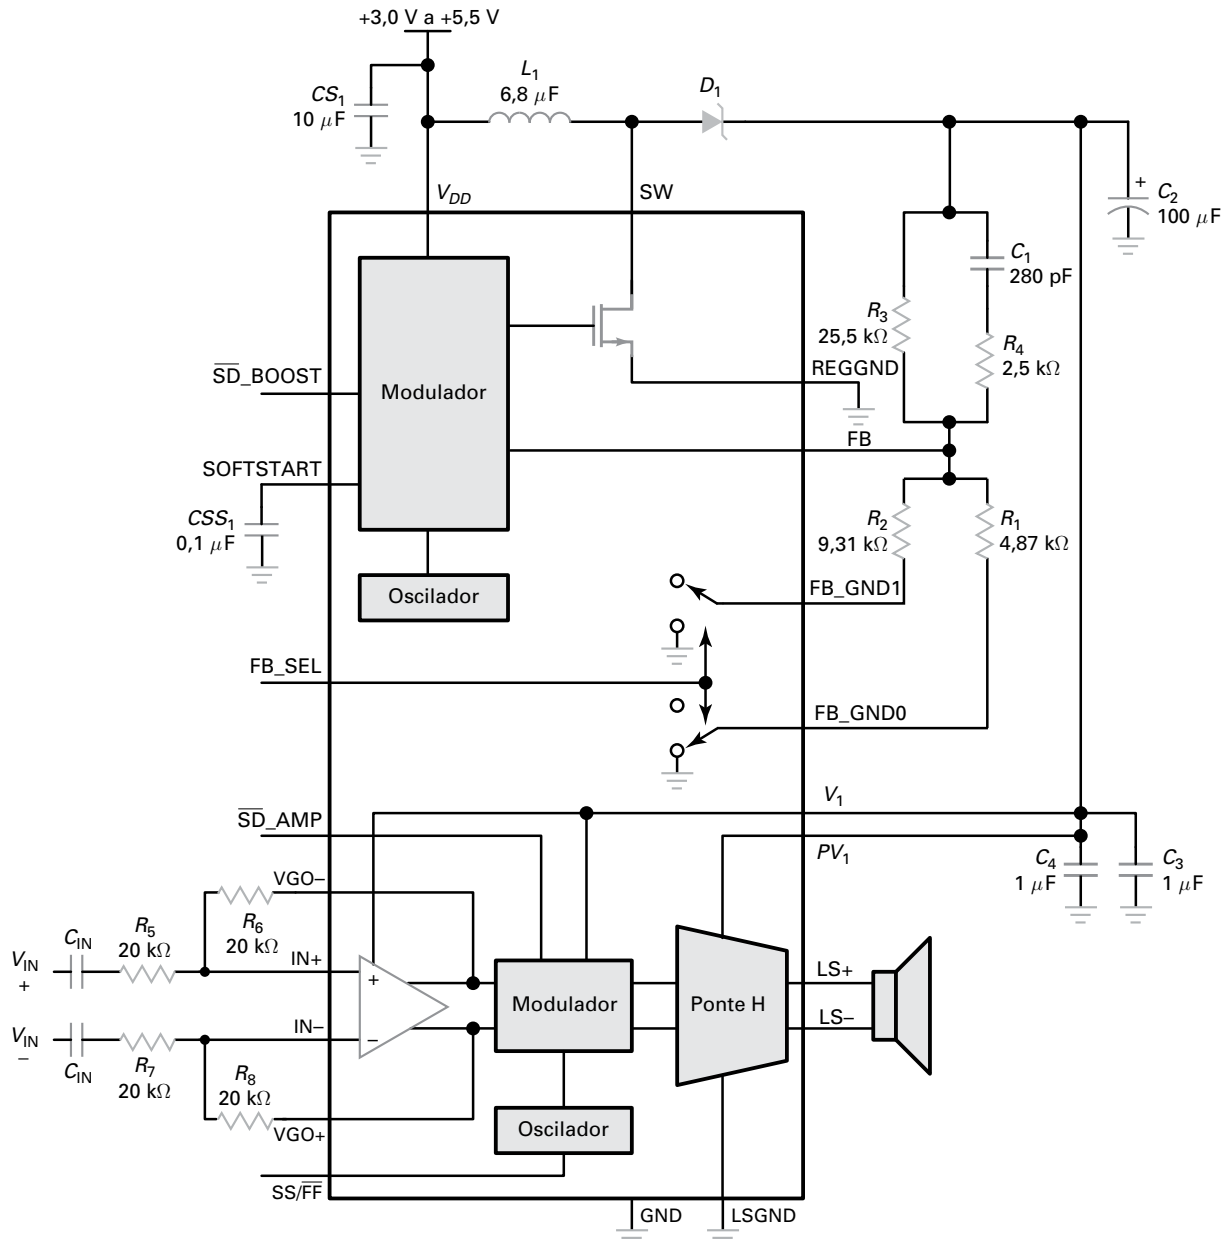 +3,0 V a +5,5 V
L1
6,8 μF
D1
CS1
10 μF
VDD
SW
+
C2
100 μF
C1
280 pF
R3
25,5 kΩ
R4
2,5 kΩ
REGGND
SD_BOOST
Modulador
FB
SOFTSTART
CSS1
0,1 μF
R2
9,31 kΩ
R1
4,87 kΩ
Oscilador
FB_GND1
FB_SEL
FB_GND0
V1
SD_AMP
PV1
C4
1 μF
C3
1 μF
VGO–
R6
20 kΩ
R5
20 kΩ
CIN
VIN
+
IN+
+
LS+
Modulador
Ponte H
LS–
VIN
–
IN–
–
CIN
R7
20 kΩ
R8
20 kΩ
VGO+
Oscilador
SS/FF
GND
LSGND